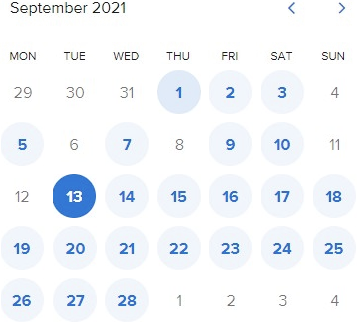 September 2021
MON TUE WED THU FRI SAT SUN
29 30 31 1 2 3 4
5 6 7 8 9 10 11
12 13 14 15 16 17 18
19 20 21 22 23 24 25
26 27 28 1 2 3 4